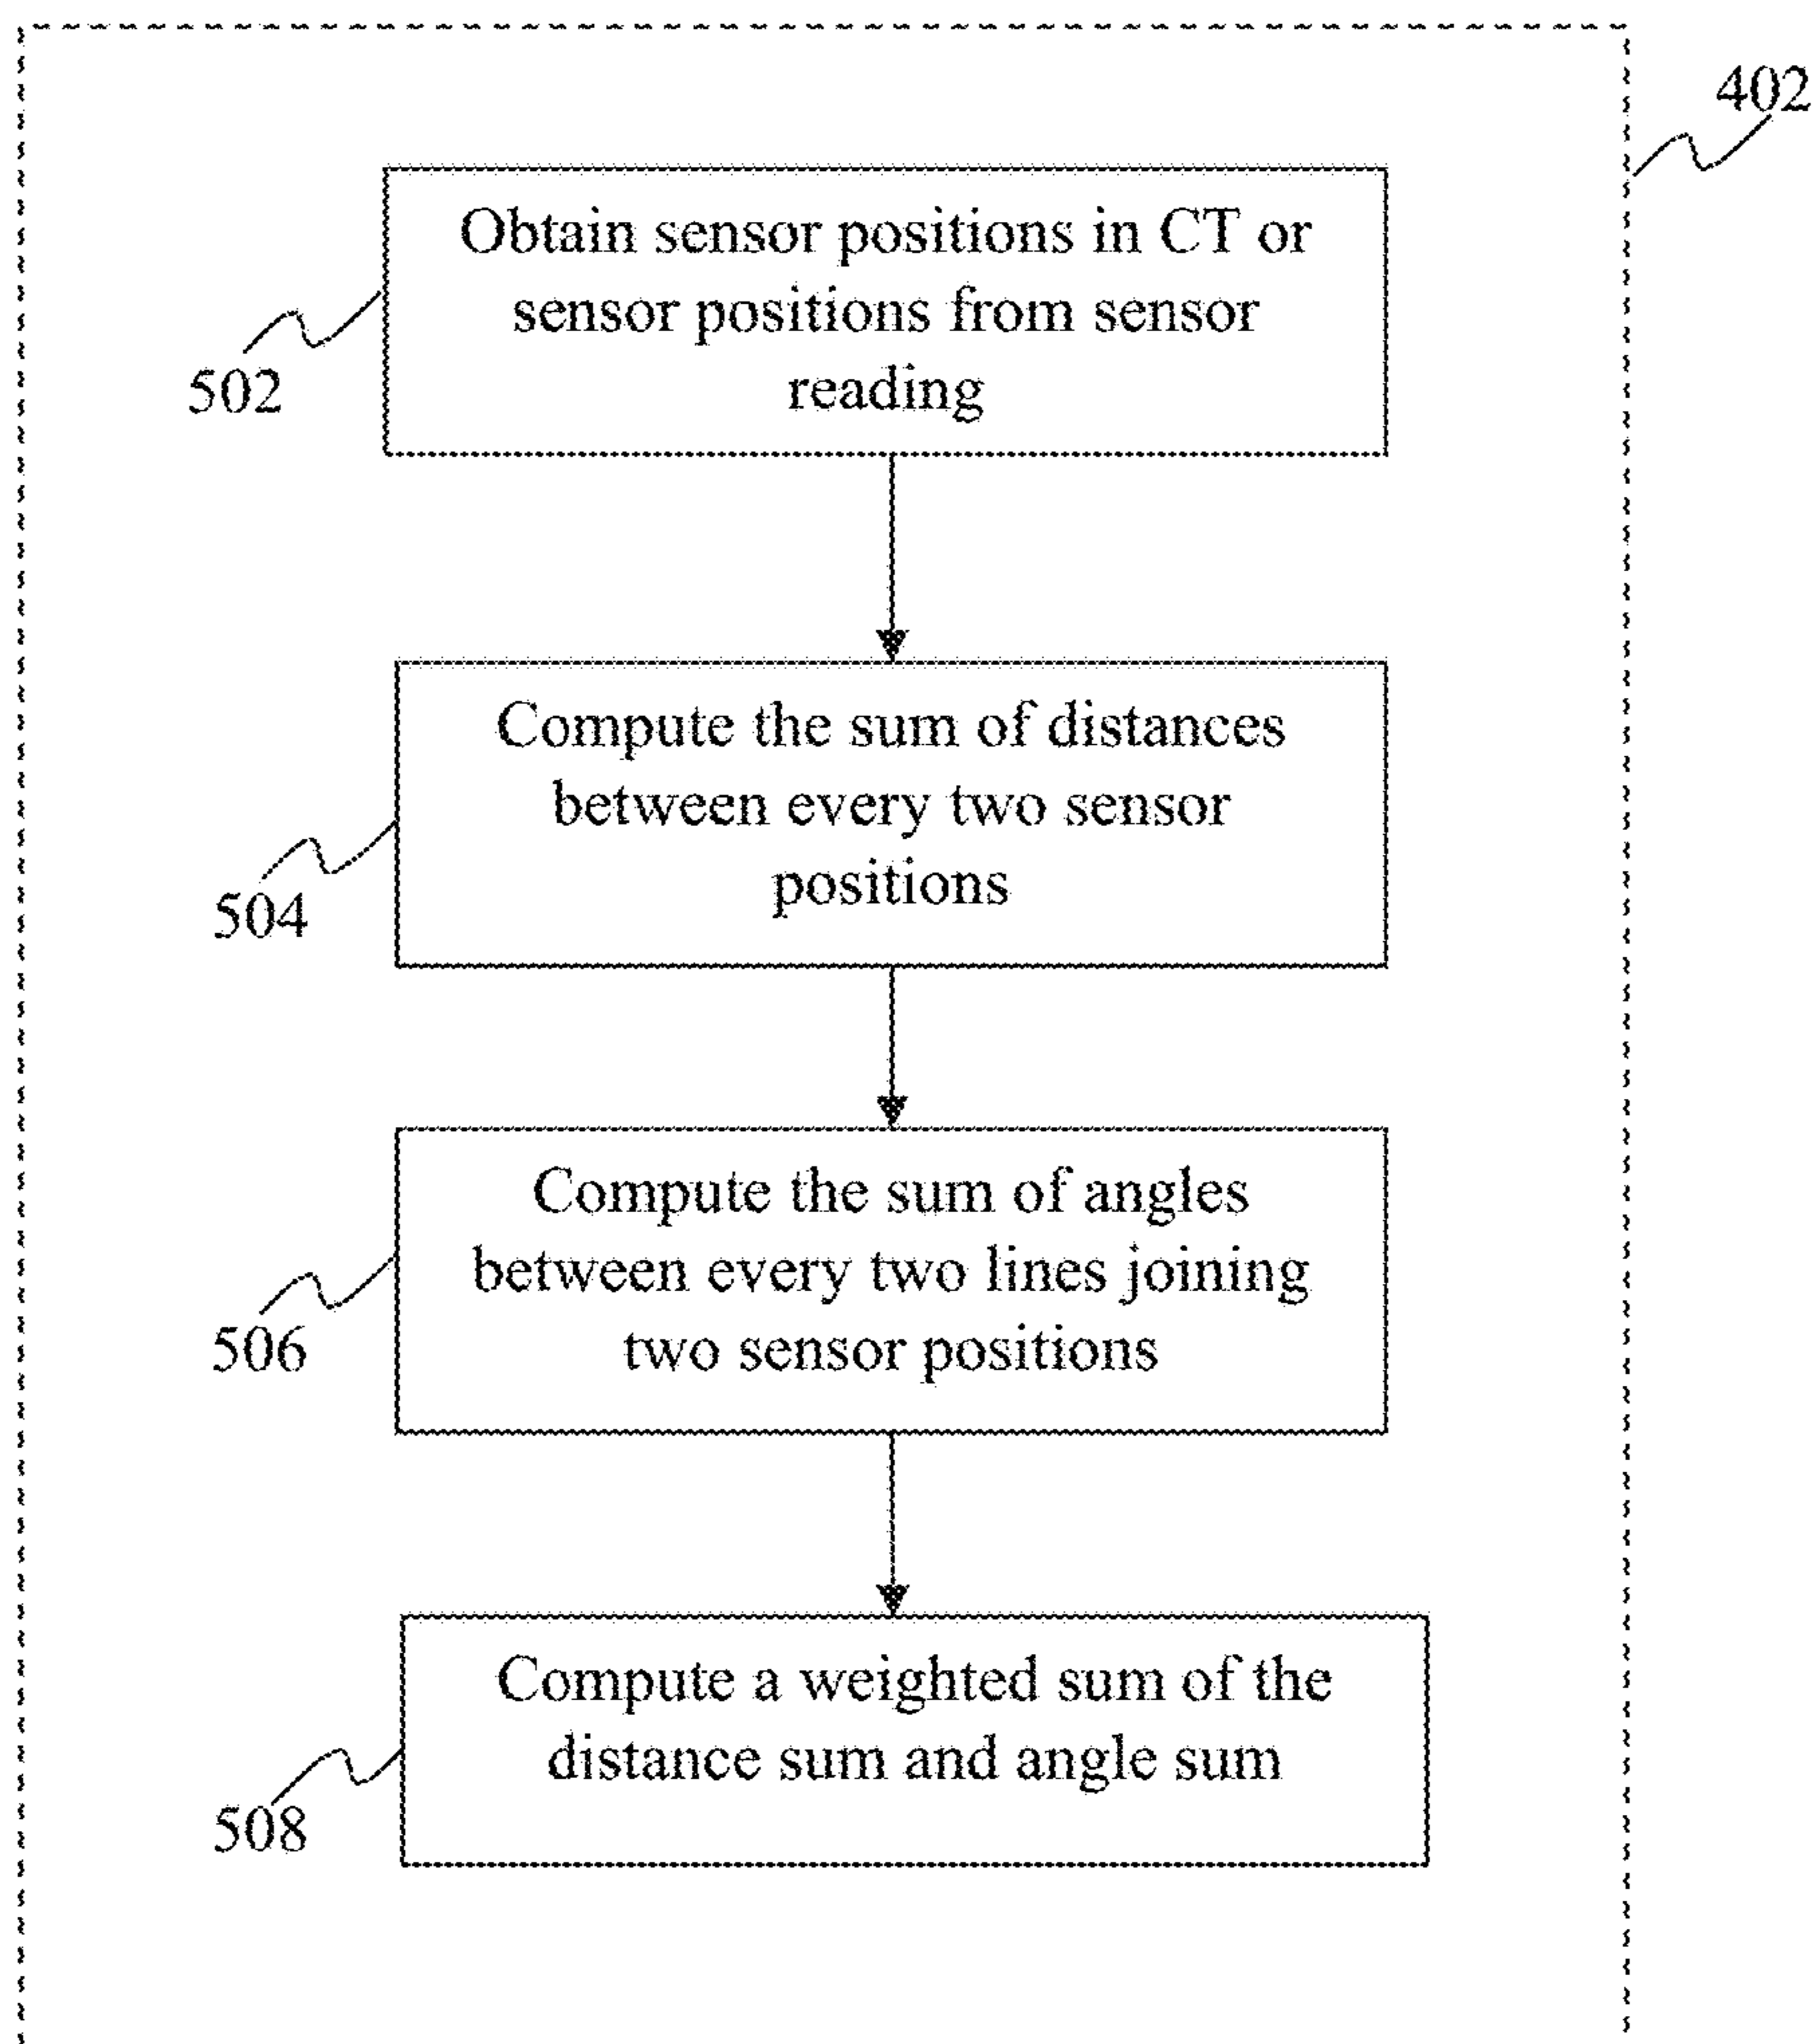 402
Obtain sensor positions in CT or
sensor positions from sensor
reading
502
Compute the sum of distances
between every two sensor
positions
504
Compute the sum of angles
between every two lines joining
two sensor positions
506
Compute a weighted sum of the
distance sum and angle sum
508